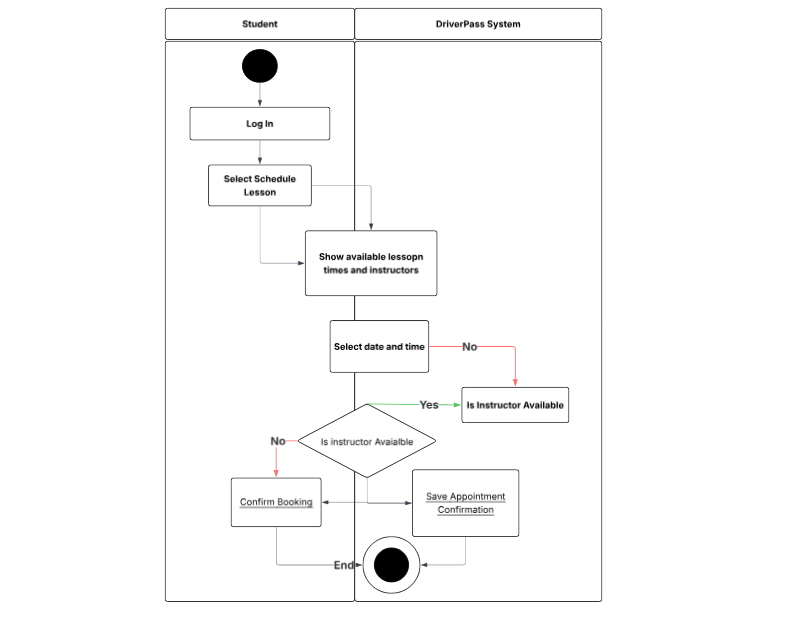 Student
DriverPass System
Log In
Select Schedule
Lesson
Show available lessopn
times and instructors
Select date and time
No
Is Instructor Available
Yes
Is instructor Avaialble
No
Confirm Booking
Save Appointment
Confirmation
End